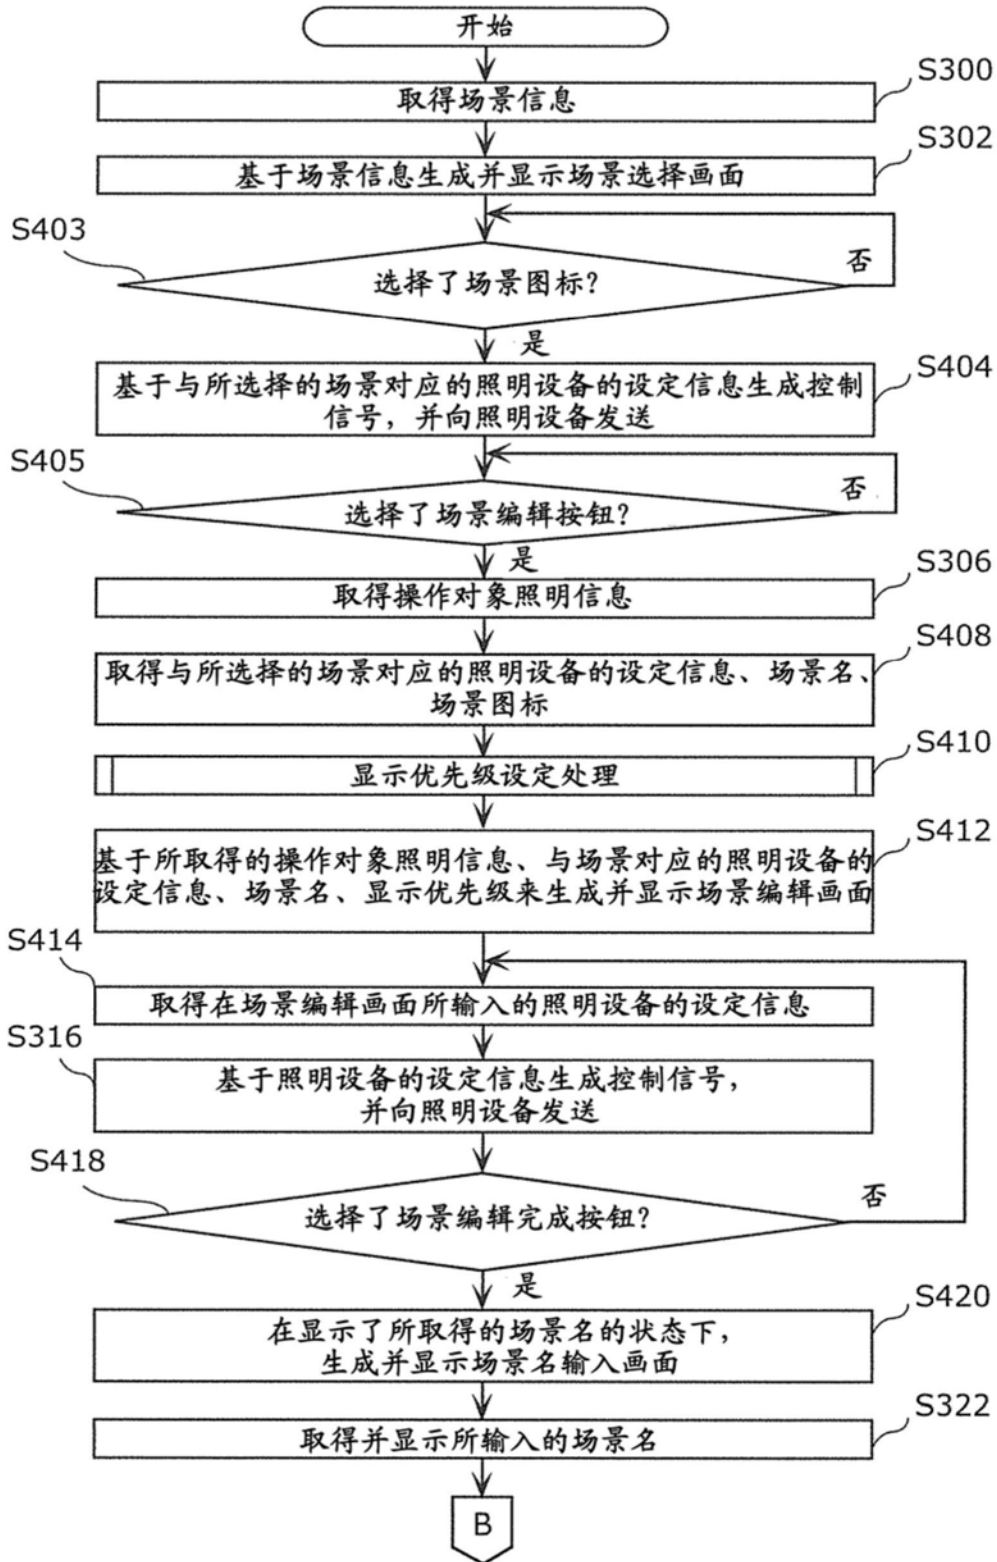 开始
S300
取得场景信息
S302
基于场景信息生成并显示场景选择画面
S403
选择了场景图标？
否
是
S404
基于与所选择的场景对应的照明设备的设定信息生成控制
信号，并向照明设备发送
S405
选择了场景编辑按钮？
否
是
S306
取得操作对象照明信息
S408
取得与所选择的场景对应的照明设备的设定信息、场景名、
场景图标
S410
显示优先级设定处理
S412
基于所取得的操作对象照明信息、与场景对应的照明设备的
设定信息、场景名、显示优先级来生成并显示场景编辑画面
S414
取得在场景编辑画面所输入的照明设备的设定信息
S316
基于照明设备的设定信息生成控制信号，
并向照明设备发送
S418
选择了场景编辑完成按钮？
否
是
S420
在显示了所取得的场景名的状态下，
生成并显示场景名输入画面
S322
取得并显示所输入的场景名
B